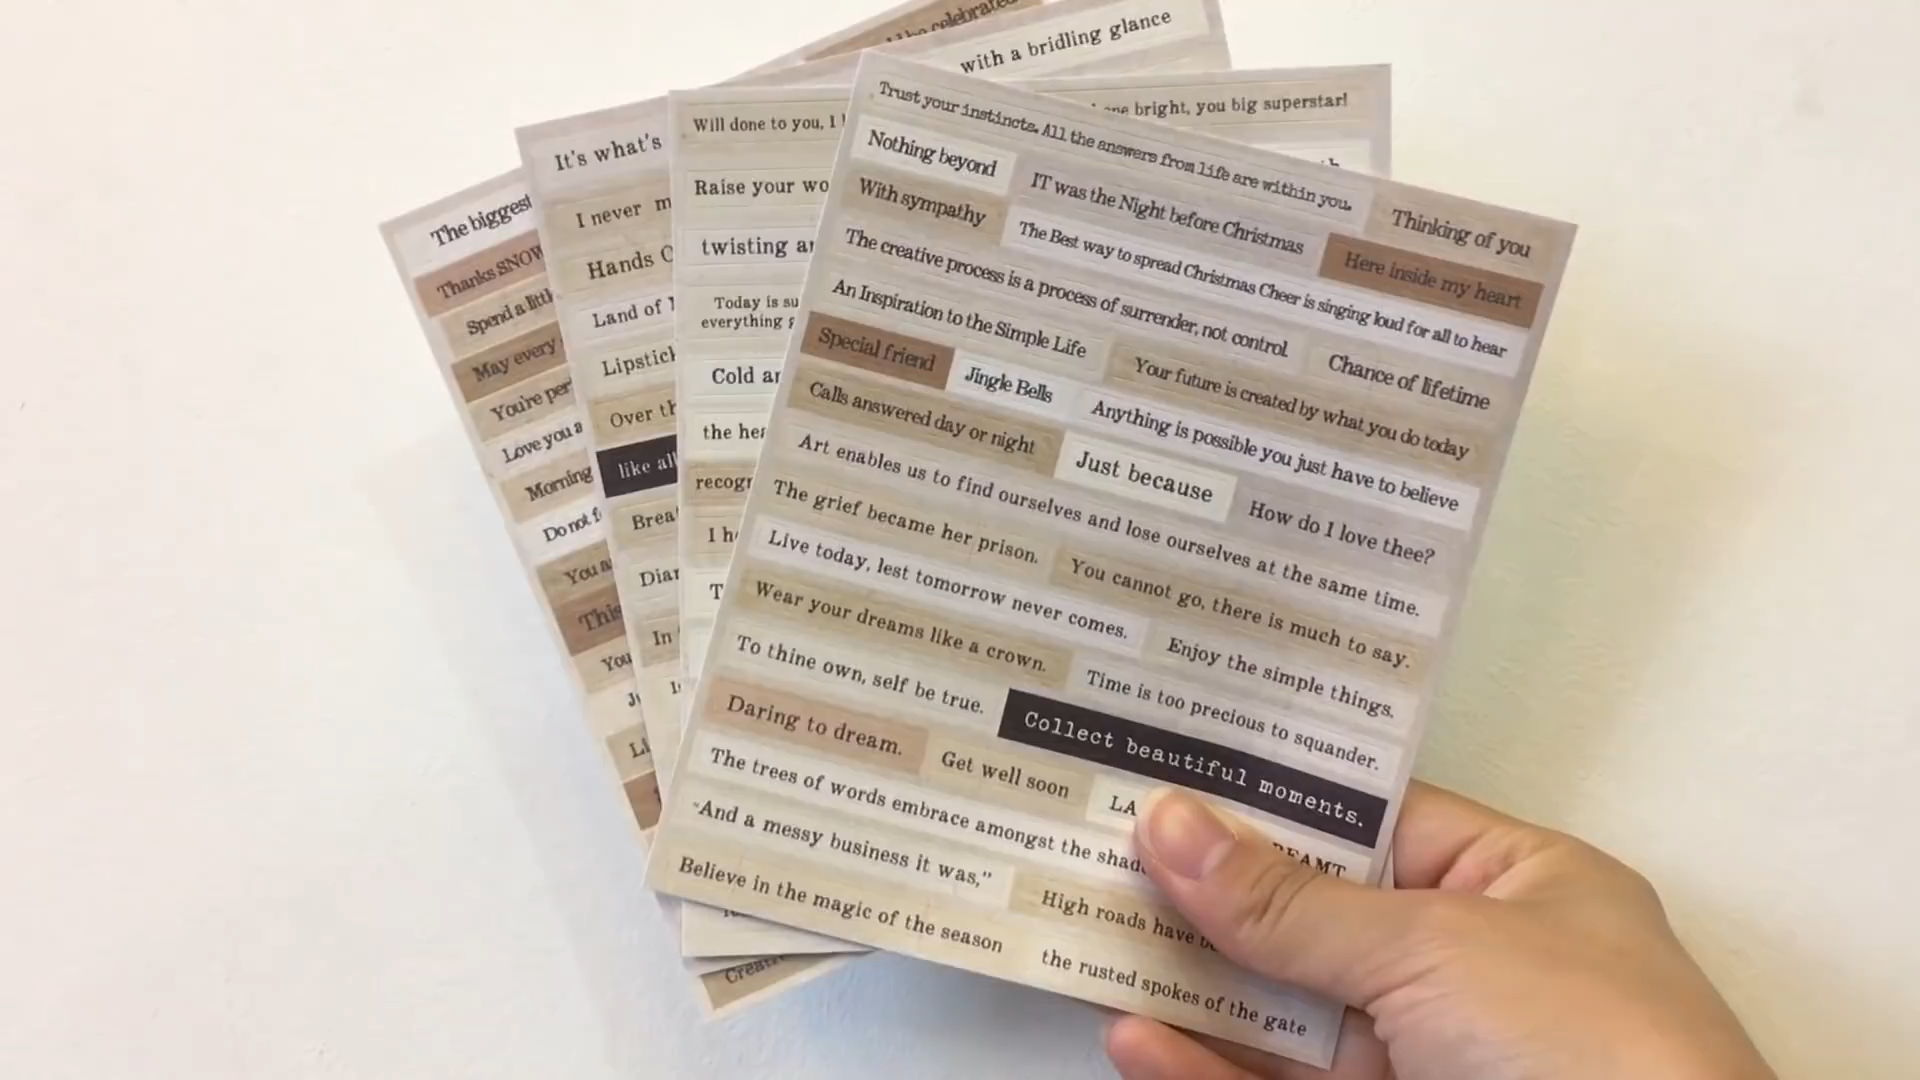 be celebrated
with a bridling glance
one bright, you big superstar!
The biggest
Thanks SNOW
Spend a
May every
You're
Love you
Morning
Do not
You
This
You
It's what's
I never
Hands
Land of
Lipstick
Over
like all
In
Will done to you, I
Raise your
twisting
Today is
everything
Cold
the
I
Trust your instincts. All the answers from life are within you.
Nothing beyond
Thinking of you
With sympathy
IT was the Night before Christmas
Here inside my heart
The Best way to spread Christmas Cheer is singing loud for all to hear
The creative process is a process of surrender, not control.
Chance of lifetime
An Inspiration to the Simple Life
Your future is created by what you do today
Special friend
Jingle Bells
Anything is possible you just have to believe
Calls answered day or night
Just because
How do I love thee?
Art enables us to find ourselves and lose ourselves at the same time.
The grief became her prison.
You cannot go, there is much to say.
Live today, lest tomorrow never comes.
Enjoy the simple things.
Wear your dreams like a crown.
Time is too precious to squander.
To thine own, self be true.
Collect beautiful moments.
Daring to dream.
Get well soon
LA
The trees of words embrace amongst the
"And a messy business it was,"
High roads have
Believe in the magic of the season
the rusted spokes of the gate